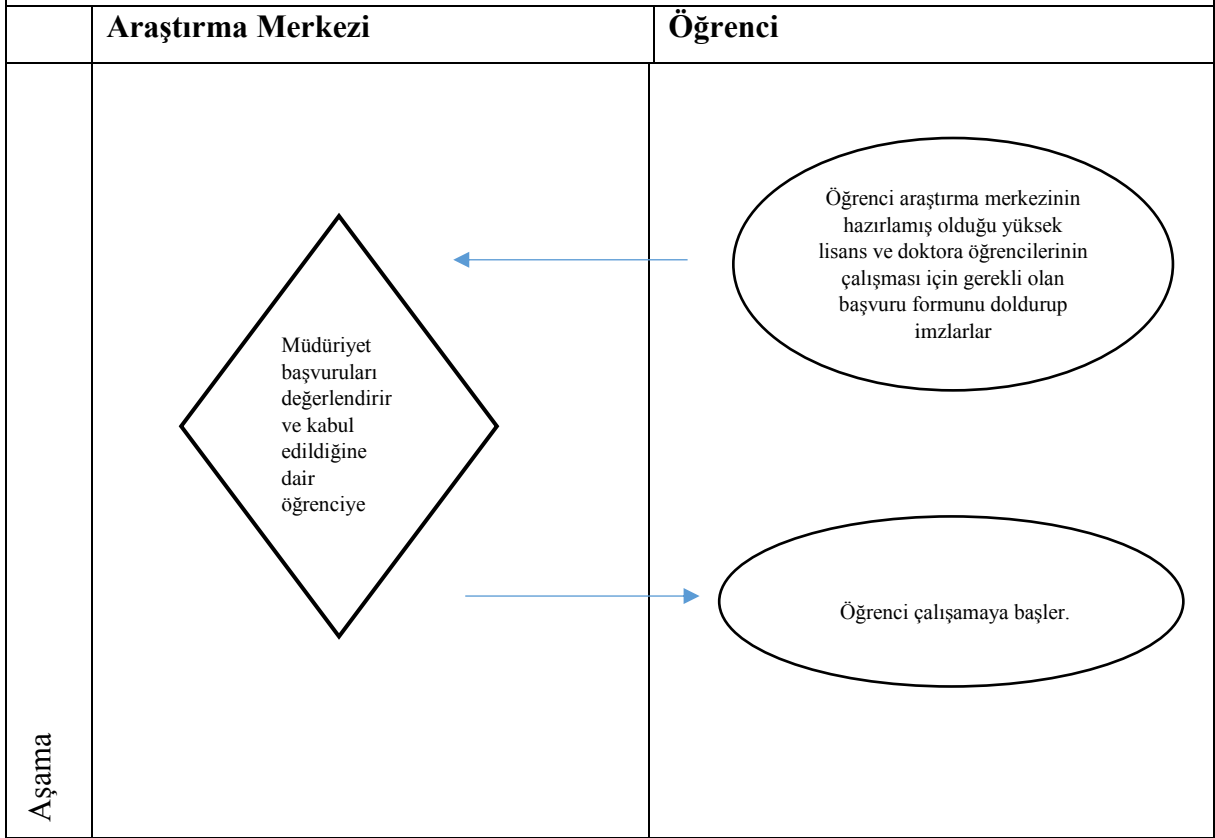 Araştırma Merkezi
Öğrenci
Öğrenci araştırma merkezinin
hazırlamış olduğu yüksek
lisans ve doktora öğrencilerinin
çalışması için gerekli olan
başvuru formunu doldurup
imzlarlar
Müdüriyet
başvuruları
değerlendirir
ve kabul
edildiğine
dair
öğrenciye
Öğrenci çalışamaya başler.
Aşama